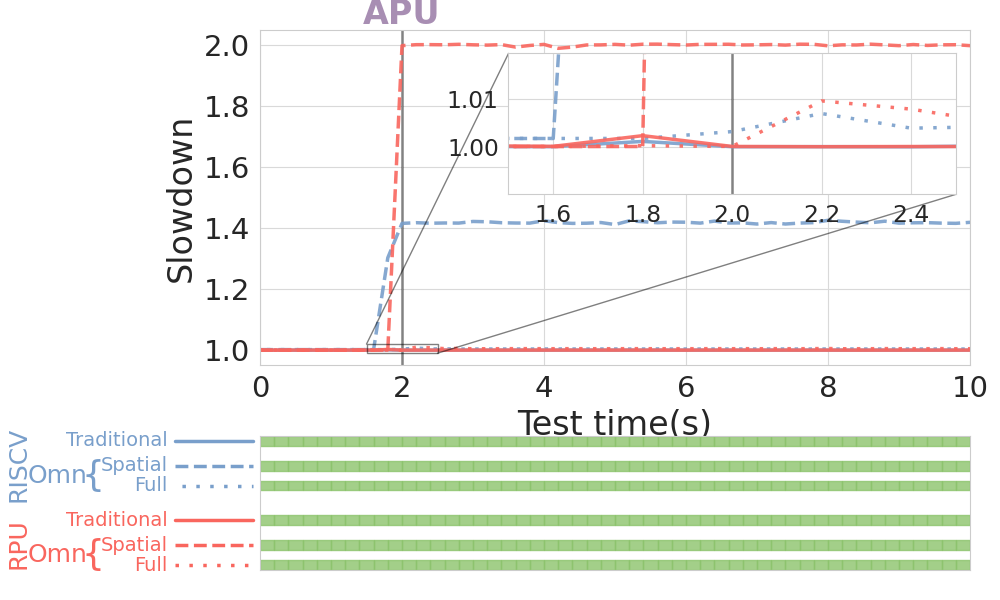 APU
Slowdown
2.0
1.8
1.6
1.4
1.2
1.0
1.01
1.00
1.6 1.8 2.0 2.2 2.4
0 2 4 6 8 10
Test time(s)
RISCV
Traditional
Omn{
Spatial
Full
RPU
Traditional
Omn{
Spatial
Full